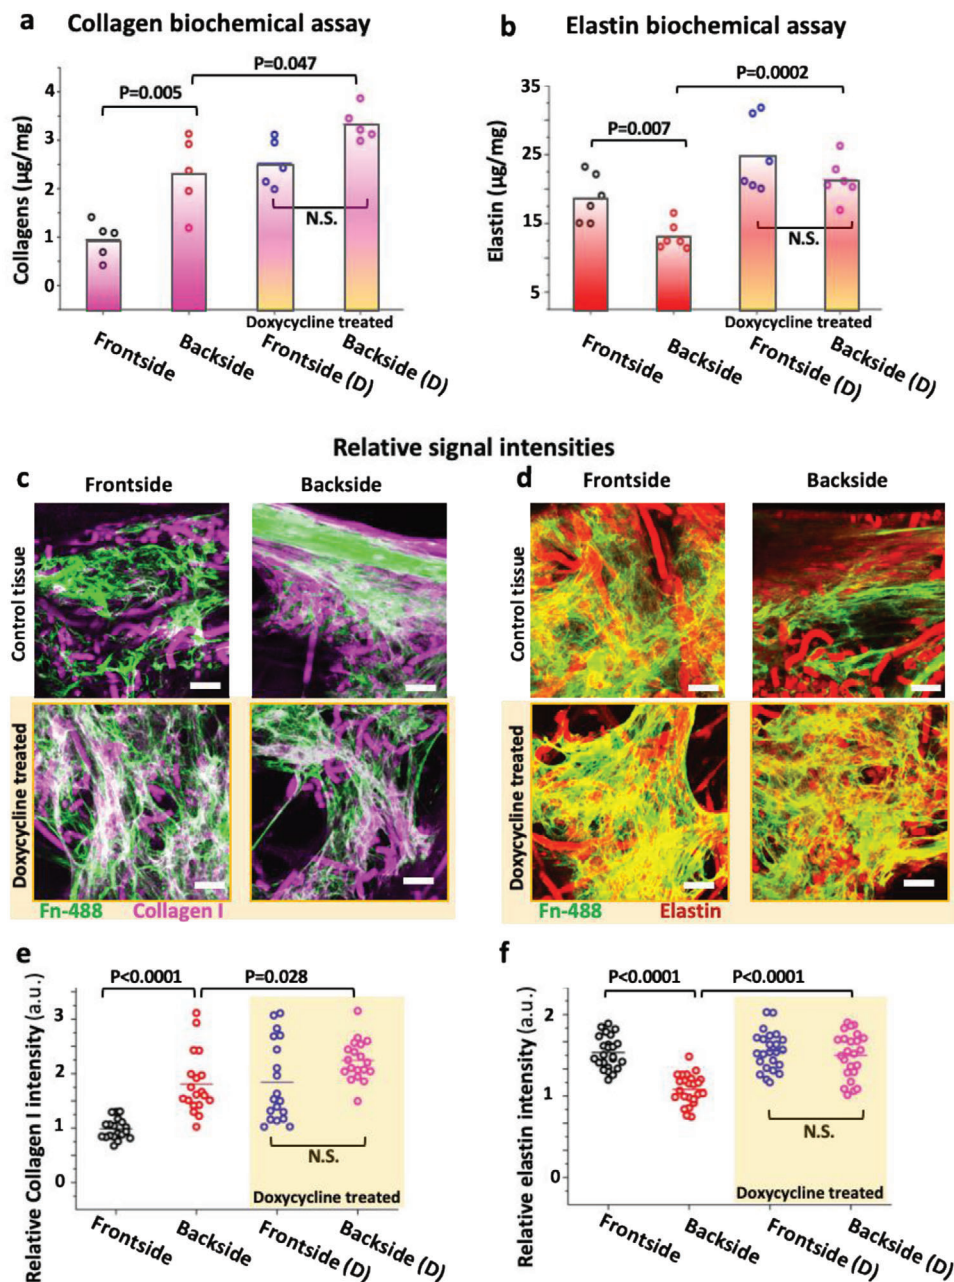 a Collagen biochemical assay
P=0.047
P=0.005
Collagens (µg/mg)
4
3
2
1
0
N.S.
Doxycycline treated
Frontside
Backside
Frontside (D)
Backside (D)
b Elastin biochemical assay
P=0.0002
P=0.007
Elastin (µg/mg)
35
25
15
5
N.S.
Doxycycline treated
Frontside
Backside
Frontside (D)
Backside (D)
Relative signal intensities
c
Frontside Backside
Control tissue
Doxycycline treated
Fn-488 Collagen I
d
Frontside Backside
Control tissue
Doxycycline treated
Fn-488 Elastin
e
P<0.0001 P=0.028
Relative Collagen I intensity (a.u.)
3
2
1
0
N.S.
Doxycycline treated
Frontside
Backside
Frontside (D)
Backside (D)
f
P<0.0001 P<0.0001
Relative elastin intensity (a.u.)
2
1
0
N.S.
Doxycycline treated
Frontside
Backside
Frontside (D)
Backside (D)